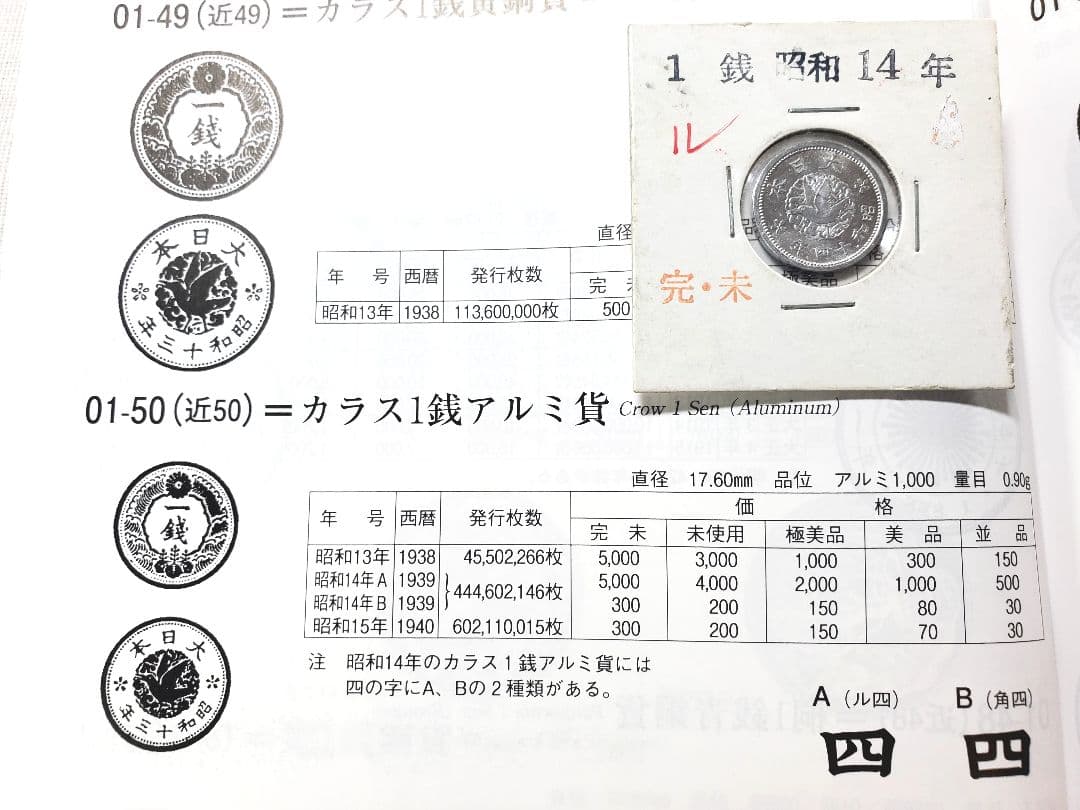 01-49(近49)=カラス1銭黄銅貨
一
銭
大日本
昭和十三年
直径
年 号 西暦 発行枚数
完 未
昭和13年 1938 113,600,000枚 500
1 銭 昭和 14 年
ル
大日本
昭和十四年
格
極美品
完・未
01-50(近50)=カラス1銭アルミ貨 Crow 1 Sen (Aluminum)
一
銭
大日本
昭和十三年
直径 17.60mm 品位 アルミ1,000 量目 0.90g
年 号 西暦 発行枚数 価 格
完 未 未使用 極美品 美 品 並 品
昭和13年 1938 45,502,266枚 5,000 3,000 1,000 300 150
昭和14年A 1939 444,602,146枚 5,000 4,000 2,000 1,000 500
昭和14年B 1939 300 200 150 80 30
昭和15年 1940 602,110,015枚 300 200 150 70 30
注 昭和14年のカラス1銭アルミ貨には
四の字にA、Bの2種類がある。
A(ル四) B(角四)
四 四